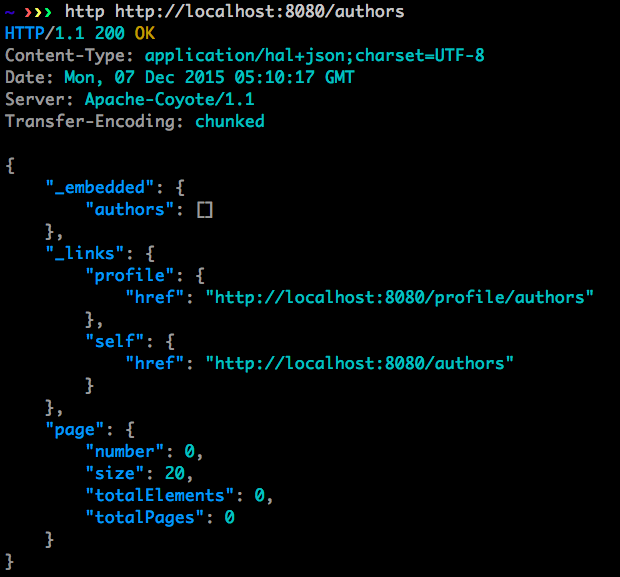 ~ ››› http http://localhost:8080/authors
HTTP/1.1 200 OK
Content-Type: application/hal+json;charset=UTF-8
Date: Mon, 07 Dec 2015 05:10:17 GMT
Server: Apache-Coyote/1.1
Transfer-Encoding: chunked

{
    "_embedded": {
        "authors": []
    },
    "_links": {
        "profile": {
            "href": "http://localhost:8080/profile/authors"
        },
        "self": {
            "href": "http://localhost:8080/authors"
        }
    },
    "page": {
        "number": 0,
        "size": 20,
        "totalElements": 0,
        "totalPages": 0
    }
}